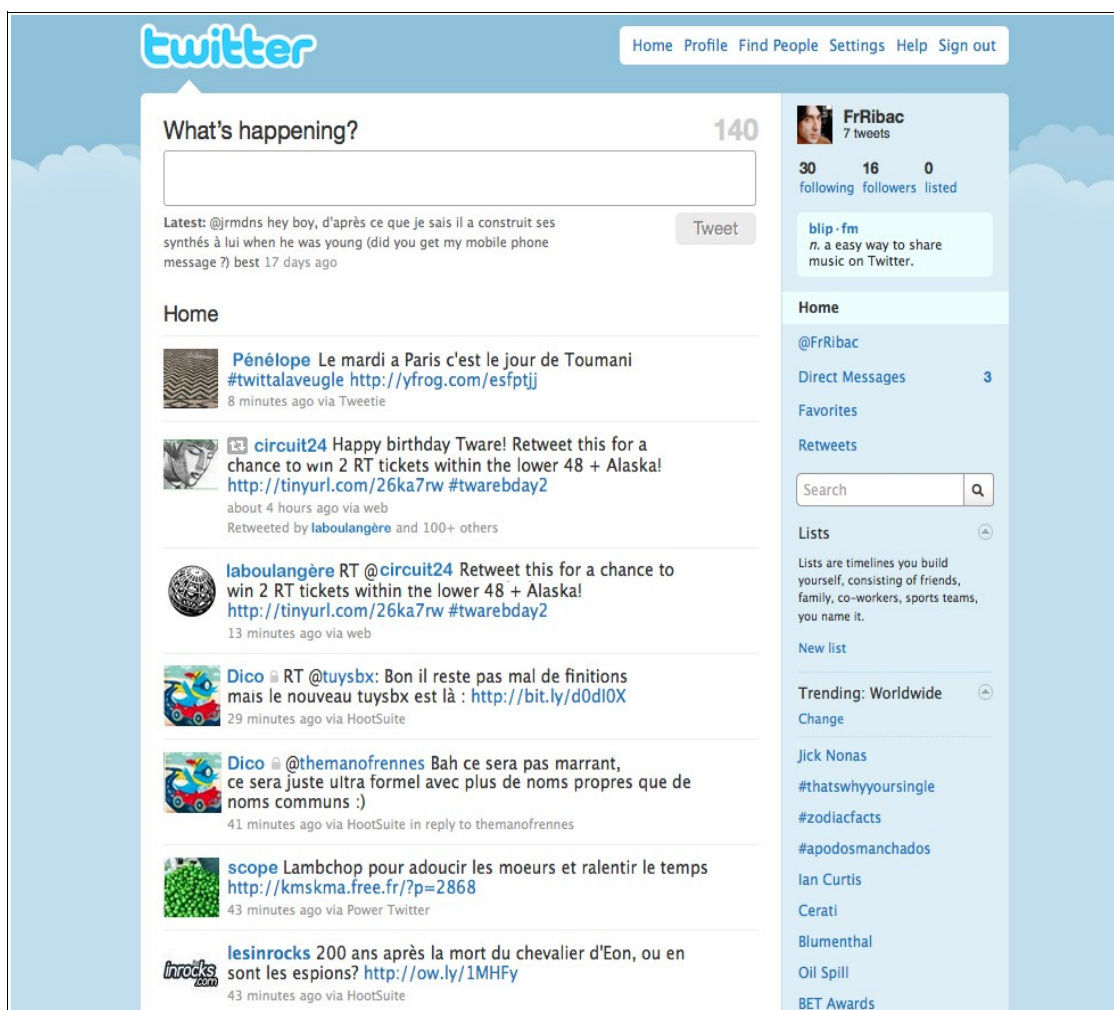 twitter
Home Profile Find People Settings Help Sign out
What's happening?
140
Latest: @jrmdns hey boy, d'après ce que je sais il a construit ses
synthés à lui when he was young (did you get my mobile phone
message ?) best 17 days ago
Tweet
Home
Pénélope Le mardi a Paris c'est le jour de Toumani
#twittalaveugle http://yfrog.com/esfptjj
8 minutes ago via Tweetie
circuit24 Happy birthday Tware! Retweet this for a
chance to win 2 RT tickets within the lower 48 + Alaska!
http://tinyurl.com/26ka7rw #twarebday2
about 4 hours ago via web
Retweeted by laboulangère and 100+ others
laboulangère RT @circuit24 Retweet this for a chance to
win 2 RT tickets within the lower 48 + Alaska!
http://tinyurl.com/26ka7rw #twarebday2
13 minutes ago via web
Dico RT @tuysbx: Bon il reste pas mal de finitions
mais le nouveau tuysbx est là : http://bit.ly/d0dI0X
29 minutes ago via HootSuite
Dico @themanofrennes Bah ce sera pas marrant,
ce sera juste ultra formel avec plus de noms propres que de
noms communs :)
41 minutes ago via HootSuite in reply to themanofrennes
scope Lambchop pour adoucir les moeurs et ralentir le temps
http://kmskma.free.fr/?p=2868
43 minutes ago via Power Twitter
Inrocks
.com
lesinrocks 200 ans après la mort du chevalier d'Eon, ou en
sont les espions? http://ow.ly/1MHFy
43 minutes ago via HootSuite
FrRibac
7 tweets
30 16 0
following followers listed
blip·fm
n. a easy way to share
music on Twitter.
Home
@FrRibac
Direct Messages 3
Favorites
Retweets
Search
Lists
Lists are timelines you build
yourself, consisting of friends,
family, co-workers, sports teams,
you name it.
New list
Trending: Worldwide
Change
Jick Nonas
#thatswhyyoursingle
#zodiacfacts
#apodosmanchados
Ian Curtis
Cerati
Blumenthal
Oil Spill
BET Awards